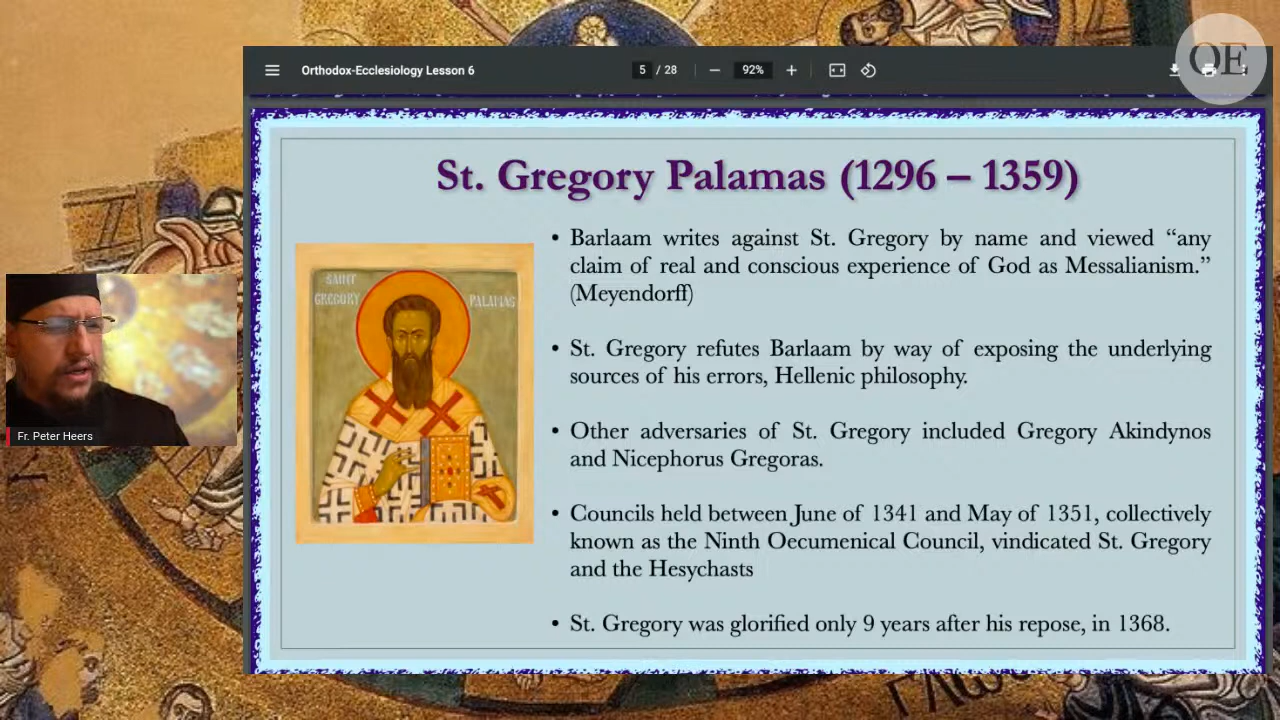 OE
Orthodox-Ecclesiology Lesson 6
5 / 28
92%
St. Gregory Palamas (1296 – 1359)
SAINT
GREGORY
PALAMAS
• Barlaam writes against St. Gregory by name and viewed “any
claim of real and conscious experience of God as Messalianism.”
(Meyendorff)
• St. Gregory refutes Barlaam by way of exposing the underlying
sources of his errors, Hellenic philosophy.
• Other adversaries of St. Gregory included Gregory Akindynos
and Nicephorus Gregoras.
• Councils held between June of 1341 and May of 1351, collectively
known as the Ninth Oecumenical Council, vindicated St. Gregory
and the Hesychasts
• St. Gregory was glorified only 9 years after his repose, in 1368.
Fr. Peter Heers